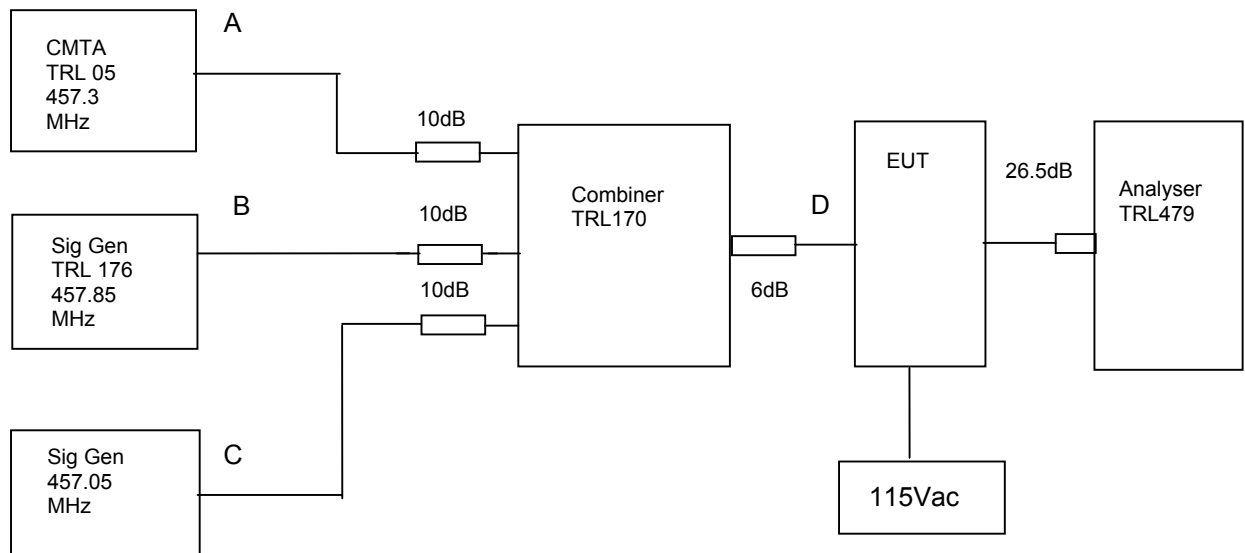 A
CMTA
TRL 05
457.3
MHz
10dB
B
Sig Gen
TRL 176
457.85
MHz
10dB
10dB
C
Sig Gen
457.05
MHz
Combiner
TRL170
D
6dB
EUT
26.5dB
Analyser
TRL479
115Vac